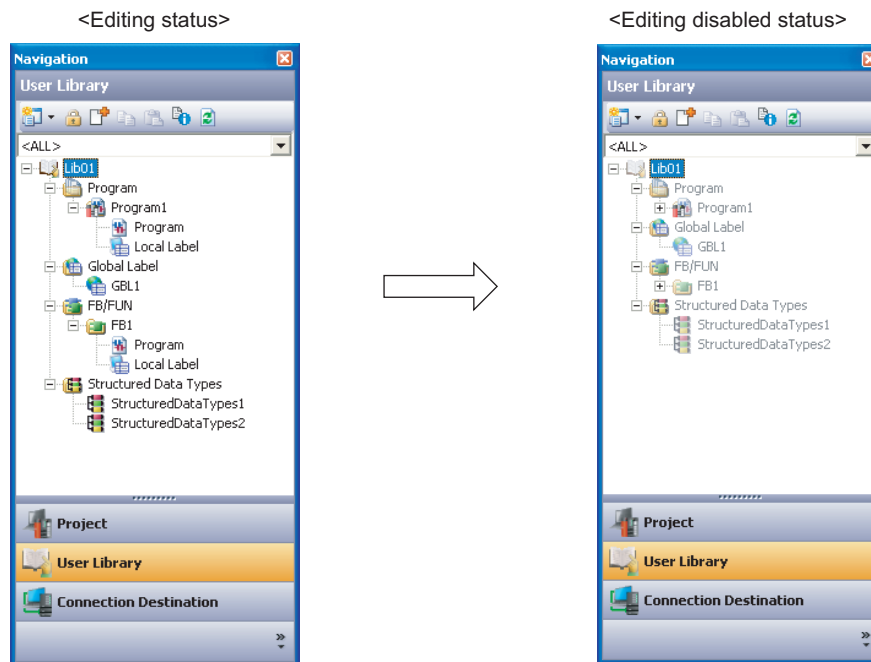 <Editing status>
Navigation
User Library
<ALL>
Lib01
Program
Program1
Program
Local Label
Global Label
GBL1
FB/FUN
FB1
Program
Local Label
Structured Data Types
StructuredDataTypes1
StructuredDataTypes2
Project
User Library
Connection Destination
<Editing disabled status>
Navigation
User Library
<ALL>
Lib01
Program
Program1
Global Label
GBL1
FB/FUN
FB1
Structured Data Types
StructuredDataTypes1
StructuredDataTypes2
Project
User Library
Connection Destination